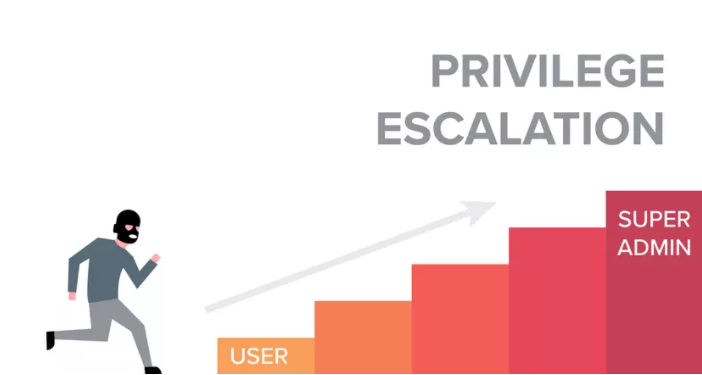 PRIVILEGE
ESCALATION
SUPER
ADMIN
USER